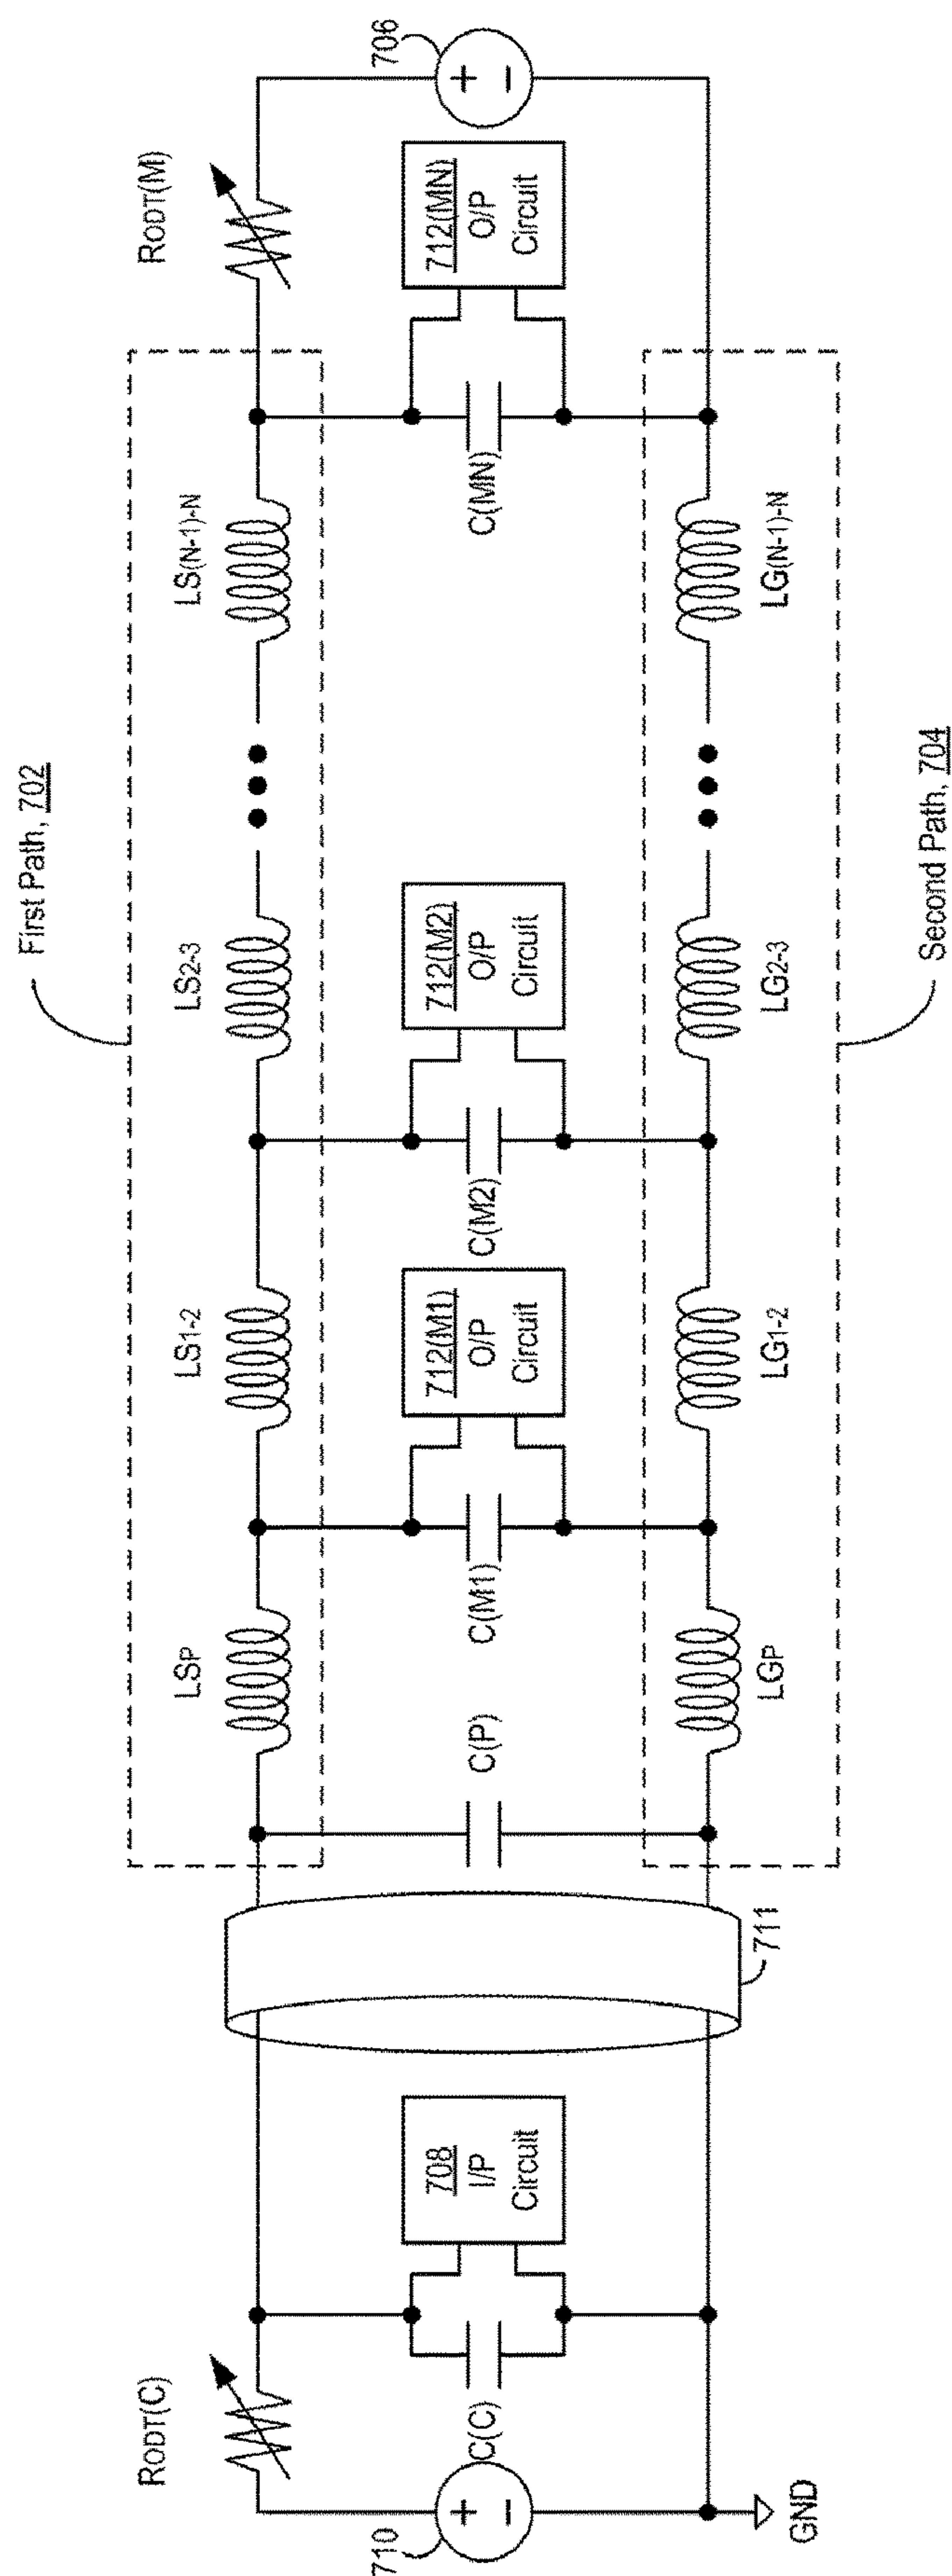 First Path, 702
RODT(C)
LSP
LS1-2
LS2-3
LS(N-1)-N
RODT(M)
710
+
−
C(C)
708
I/P
Circuit
C(P)
C(M1)
712(M1)
O/P
Circuit
C(M2)
712(M2)
O/P
Circuit
C(MN)
712(MN)
O/P
Circuit
706
+
−
GND
711
LGP
LG1-2
LG2-3
LG(N-1)-N
Second Path, 704